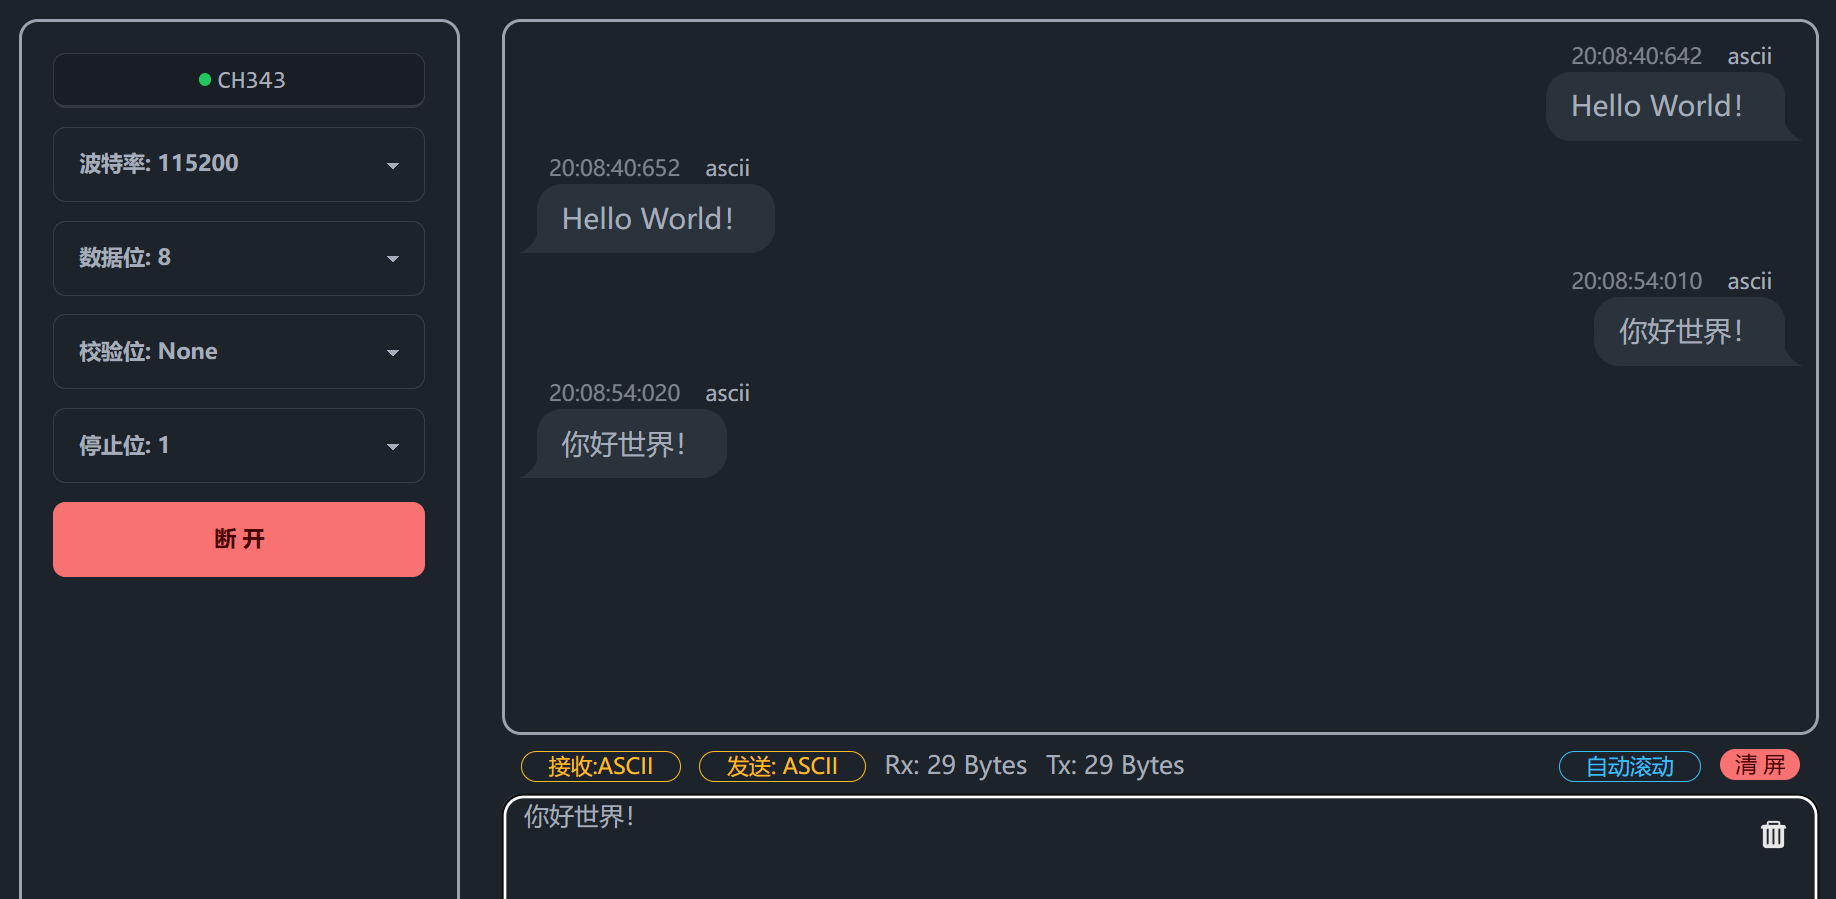 CH343
波特率: 115200
数据位: 8
校验位: None
停止位: 1
断 开
20:08:40:642 ascii
Hello World!
20:08:40:652 ascii
Hello World!
20:08:54:010 ascii
你好世界!
20:08:54:020 ascii
你好世界!
接收:ASCII 发送: ASCII Rx: 29 Bytes Tx: 29 Bytes 自动滚动 清 屏
你好世界!